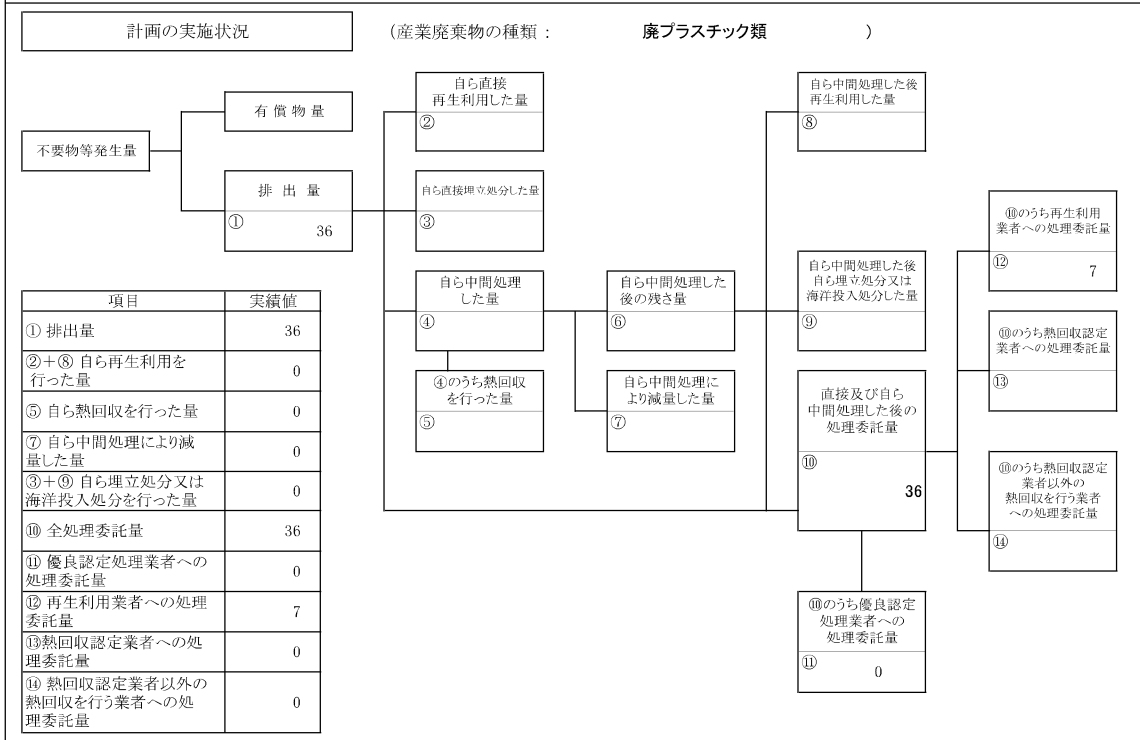 計画の実施状況
(産業廃棄物の種類： 廃プラスチック類 )
不要物等発生量
有償物量
排出量
①
36
自ら直接
再生利用した量
②
自ら直接埋立処分した量
③
自ら中間処理
した量
④
④のうち熱回収
を行った量
⑤
自ら中間処理した
後の残さ量
⑥
自ら中間処理に
より減量した量
⑦
自ら中間処理した後
再生利用した量
⑧
自ら中間処理した後
自ら埋立処分又は
海洋投入処分した量
⑨
直接及び自ら
中間処理した後の
処理委託量
⑩
36
⑩のうち優良認定
処理業者への
処理委託量
⑪
0
⑩のうち再生利用
業者への処理委託量
⑫
7
⑩のうち熱回収認定
業者への処理委託量
⑬
⑩のうち熱回収認定
業者以外の
熱回収を行う業者
への処理委託量
⑭
項目 実績値
① 排出量 36
②＋⑧ 自ら再生利用を
行った量 0
⑤ 自ら熱回収を行った量 0
⑦ 自ら中間処理により減
量した量 0
③＋⑨ 自ら埋立処分又は
海洋投入処分を行った量 0
⑩ 全処理委託量 36
⑪ 優良認定処理業者への
処理委託量 0
⑫ 再生利用業者への処理
委託量 7
⑬熱回収認定業者への処
理委託量 0
⑭ 熱回収認定業者以外の
熱回収を行う業者への処
理委託量 0